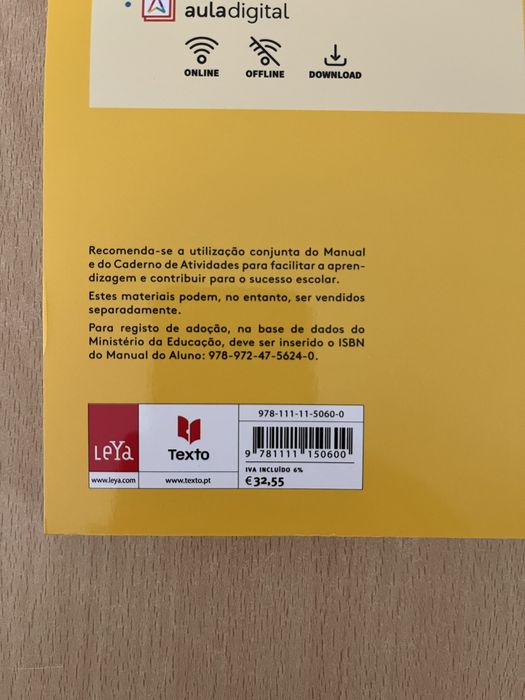 auladigital
ONLINE OFFLINE DOWNLOAD
Recomenda-se a utilização conjunta do Manual
e do Caderno de Atividades para facilitar a apren-
dizagem e contribuir para o sucesso escolar.
Estes materiais podem, no entanto, ser vendidos
separadamente.
Para registo de adoção, na base de dados do
Ministério da Educação, deve ser inserido o ISBN
do Manual do Aluno: 978-972-47-5624-0.
978-111-11-5060-0
LeYa
Texto
9 781111 150600
IVA INCLUÍDO 6%
€32,55
www.leya.com
www.texto.pt